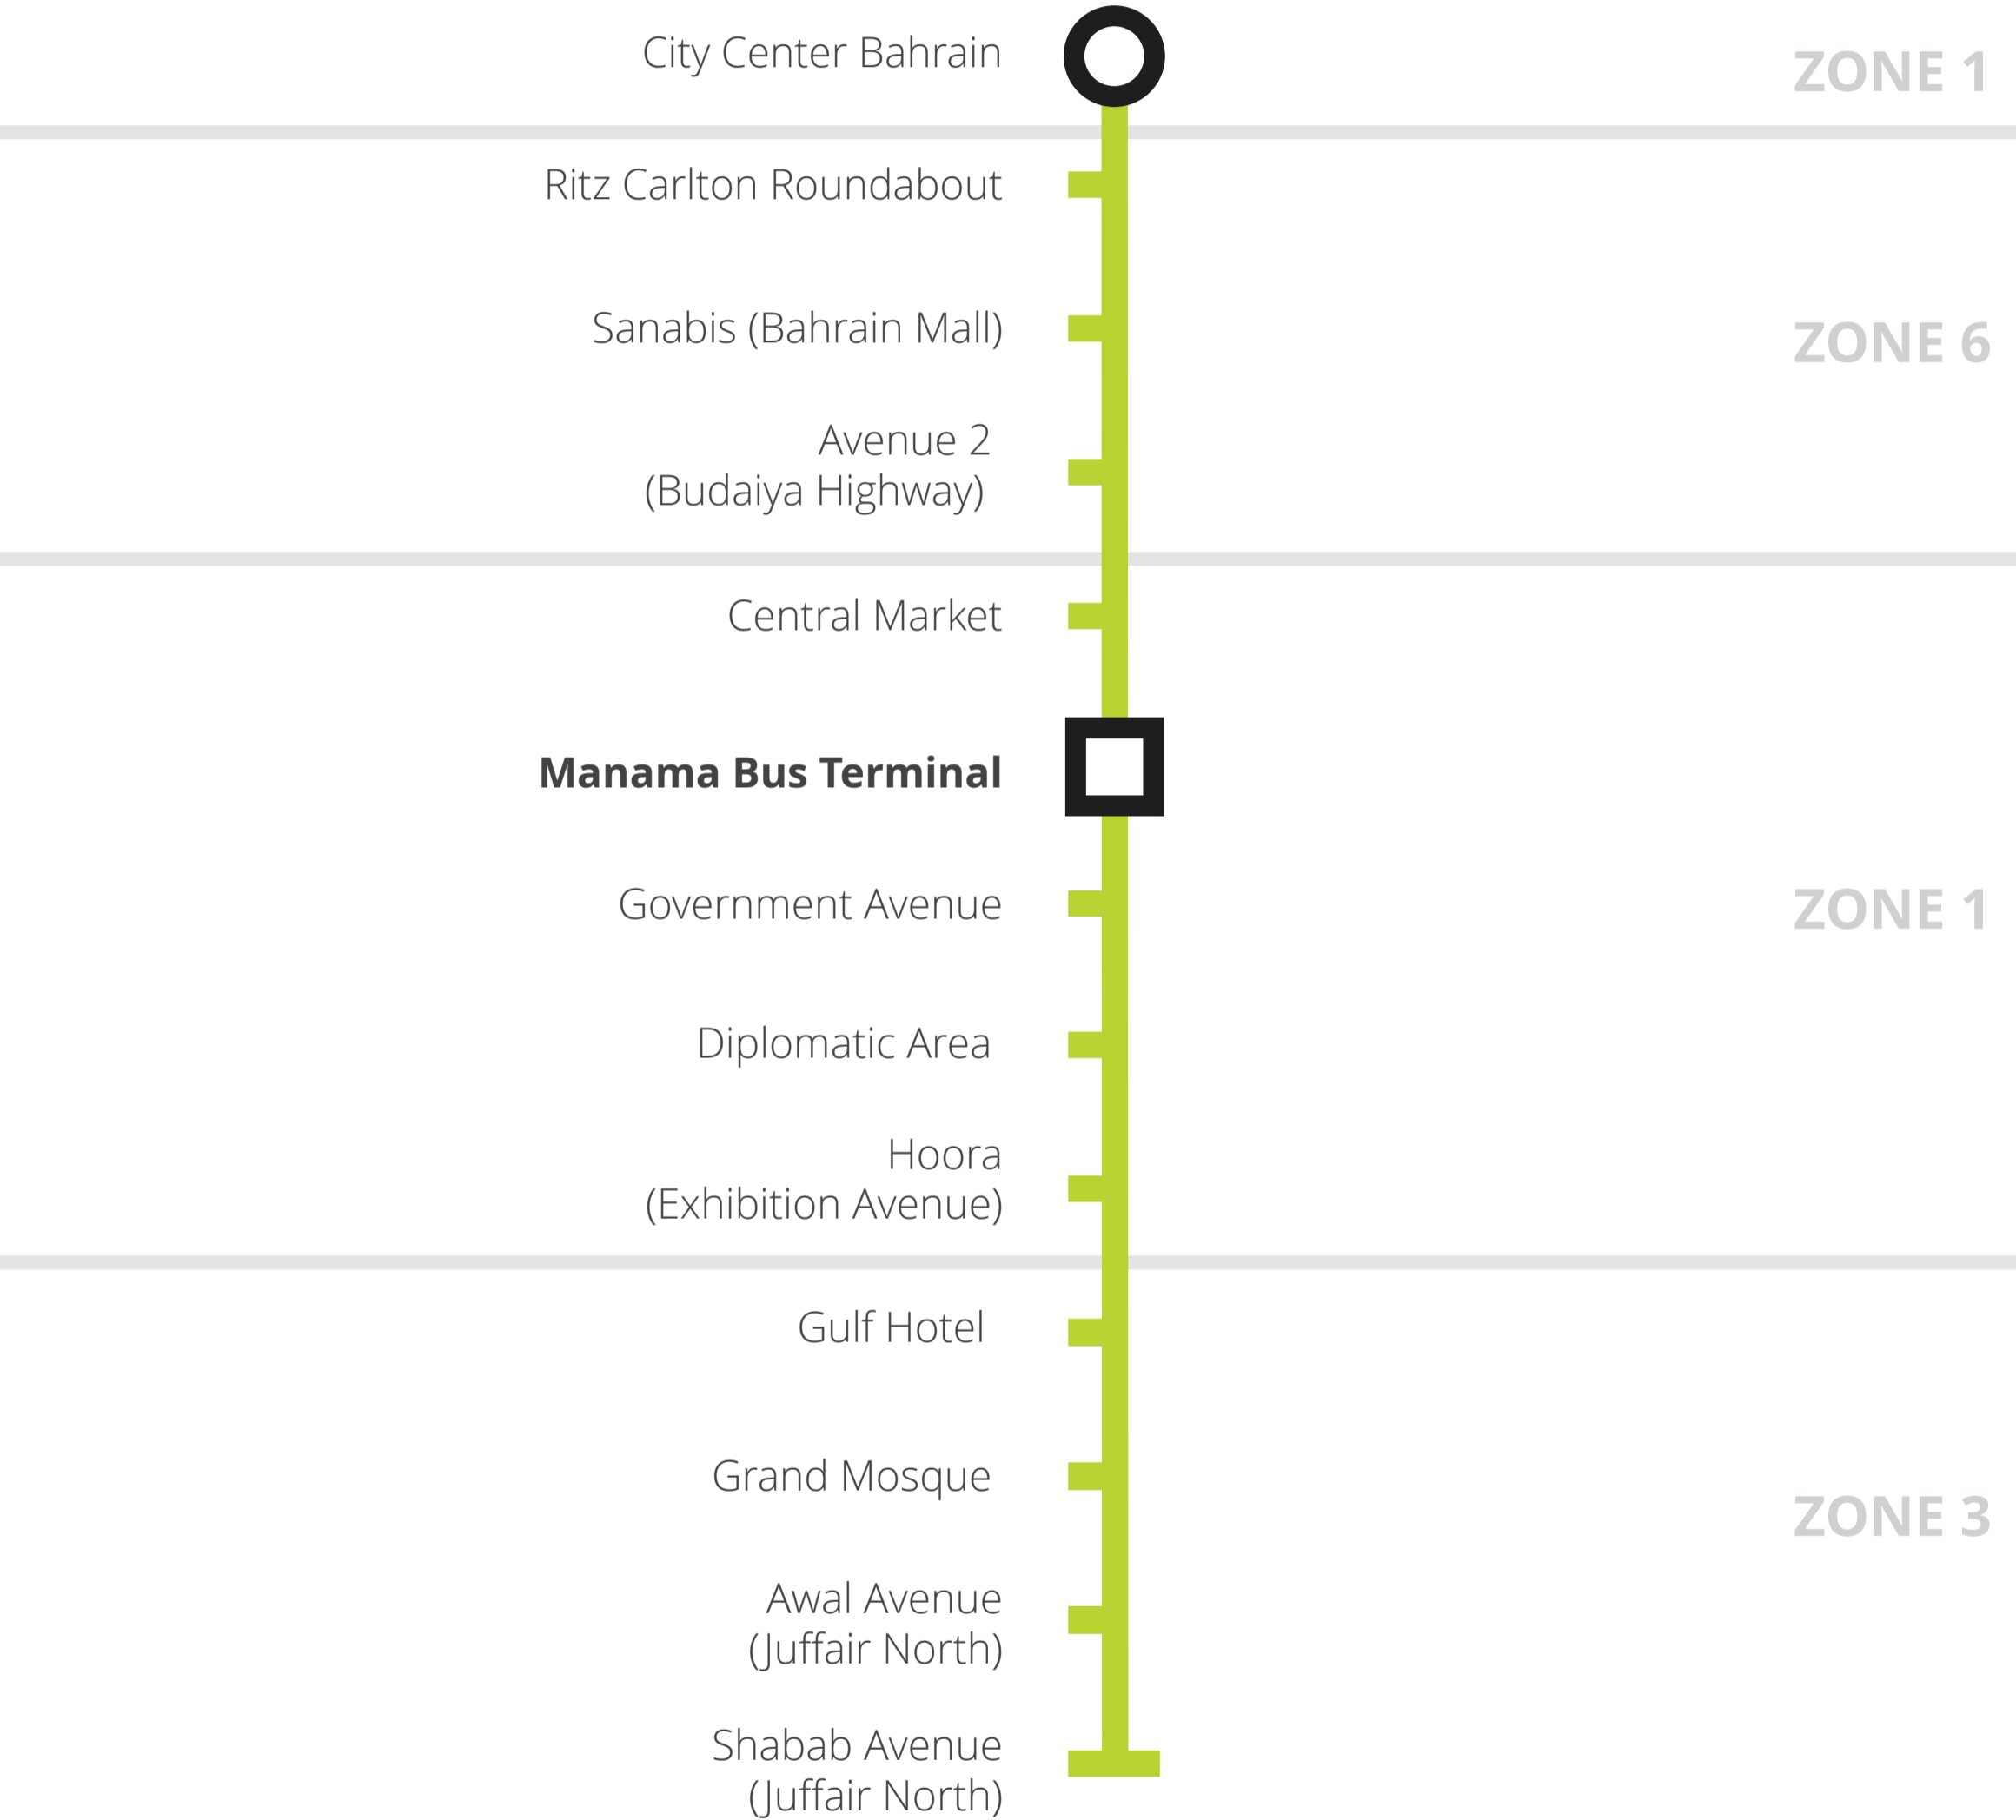 City Center Bahrain
ZONE 1
Ritz Carlton Roundabout
Sanabis (Bahrain Mall)
ZONE 6
Avenue 2
(Budaiya Highway)
Central Market
Manama Bus Terminal
Government Avenue
ZONE 1
Diplomatic Area
Hoora
(Exhibition Avenue)
Gulf Hotel
Grand Mosque
ZONE 3
Awal Avenue
(Juffair North)
Shabab Avenue
(Juffair North)